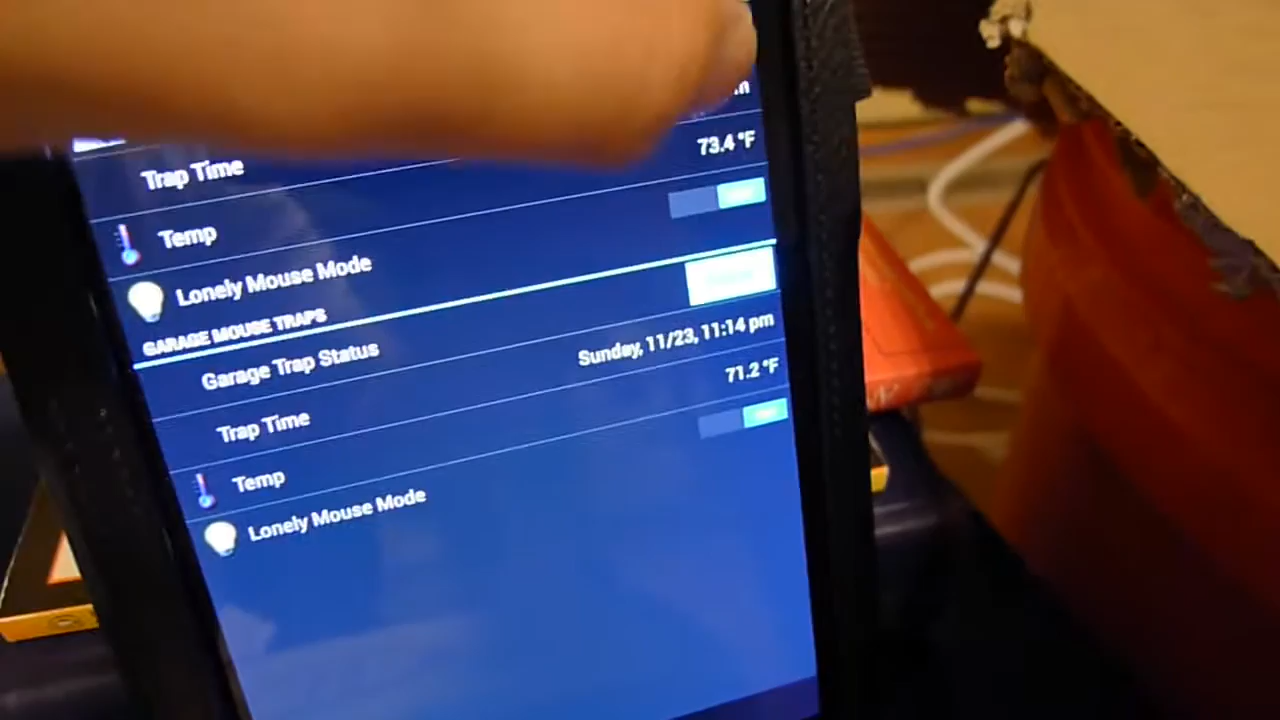 Trap Time
73.4 °F
Temp
Lonely Mouse Mode
GARAGE MOUSE TRAPS
Garage Trap Status
Sunday, 11/23, 11:14 pm
Trap Time
71.2 °F
Temp
Lonely Mouse Mode